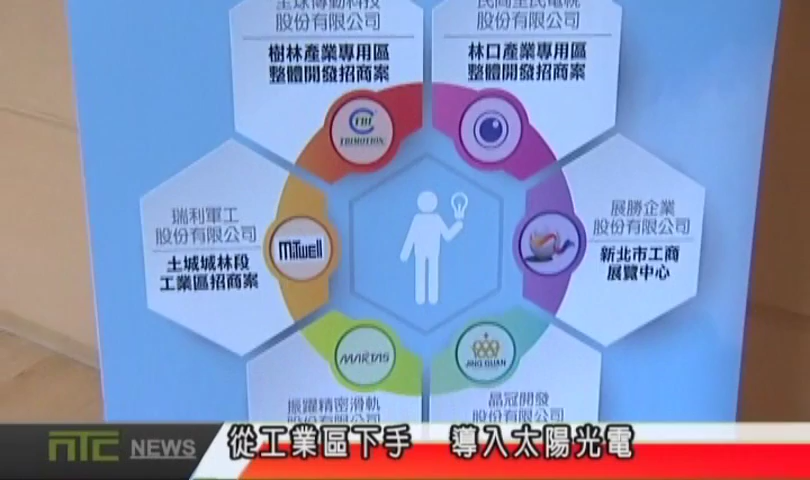 全球傳動科技
股份有限公司
樹林產業專用區
整體開發招商案
民間全民電視
股份有限公司
林口產業專用區
整體開發招商案
瑞利軍工
股份有限公司
土城城林段
工業區招商案
MiTwell
展勝企業
股份有限公司
新北市工商
展覽中心
MARTAS
振躍精密滑軌
股份有限公司
JING GUAN
晶冠開發
股份有限公司
NTC NEWS
從工業區下手 導入太陽光電